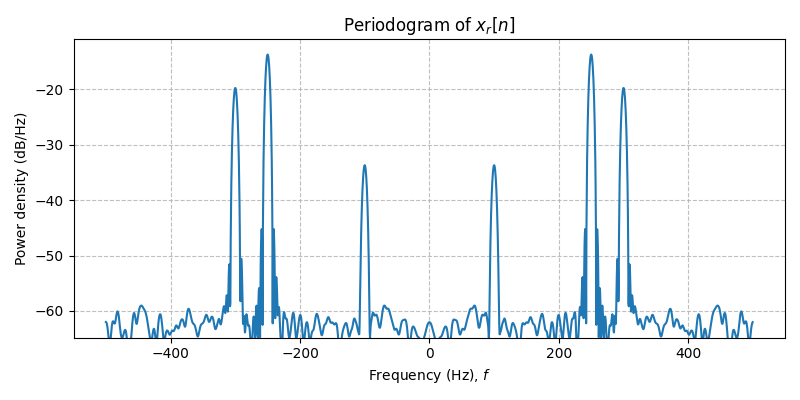 Periodogram of x_r[n]
Power density (dB/Hz)
−20
−30
−40
−50
−60
−400 −200 0 200 400
Frequency (Hz), f